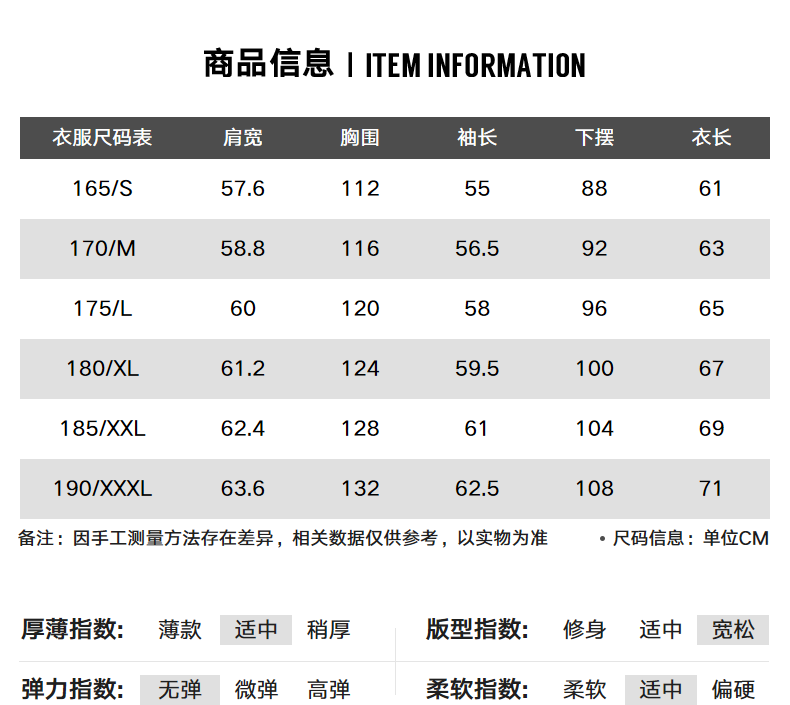 商品信息 | ITEM INFORMATION
衣服尺码表 肩宽 胸围 袖长 下摆 衣长
165/S 57.6 112 55 88 61
170/M 58.8 116 56.5 92 63
175/L 60 120 58 96 65
180/XL 61.2 124 59.5 100 67
185/XXL 62.4 128 61 104 69
190/XXXL 63.6 132 62.5 108 71
备注：因手工测量方法存在差异，相关数据仅供参考，以实物为准 •尺码信息：单位CM
厚薄指数: 薄款 适中 稍厚 版型指数: 修身 适中 宽松
弹力指数: 无弹 微弹 高弹 柔软指数: 柔软 适中 偏硬